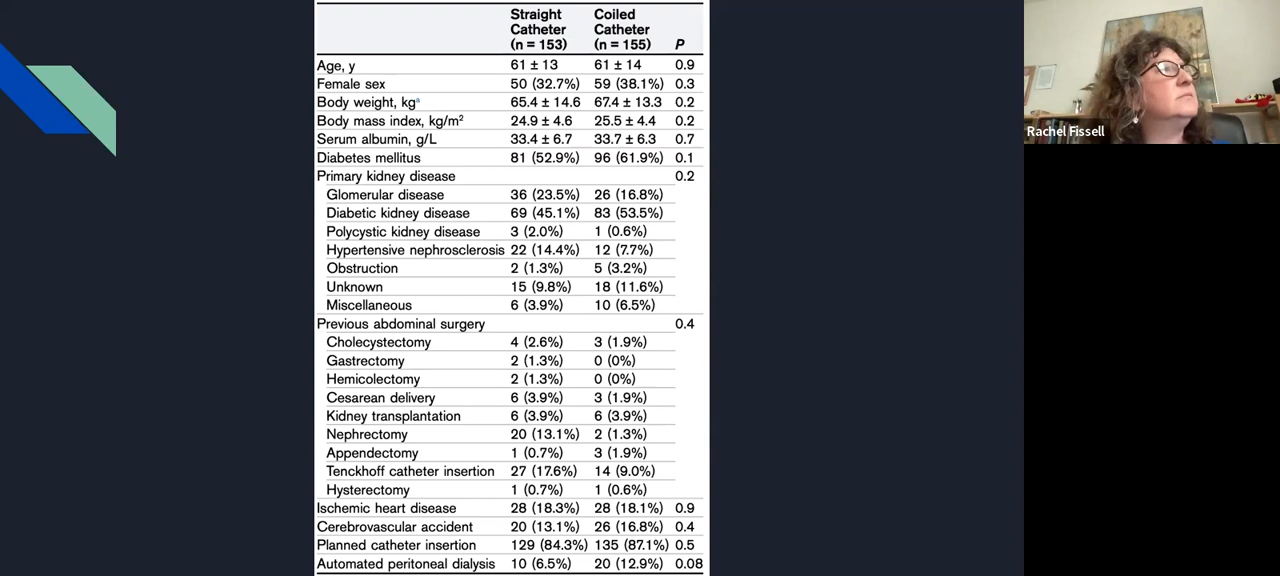 Straight Catheter (n = 153) Coiled Catheter (n = 155) P
Age, y 61 ± 13 61 ± 14 0.9
Female sex 50 (32.7%) 59 (38.1%) 0.3
Body weight, kgᵃ 65.4 ± 14.6 67.4 ± 13.3 0.2
Body mass index, kg/m² 24.9 ± 4.6 25.5 ± 4.4 0.2
Serum albumin, g/L 33.4 ± 6.7 33.7 ± 6.3 0.7
Diabetes mellitus 81 (52.9%) 96 (61.9%) 0.1
Primary kidney disease 0.2
Glomerular disease 36 (23.5%) 26 (16.8%)
Diabetic kidney disease 69 (45.1%) 83 (53.5%)
Polycystic kidney disease 3 (2.0%) 1 (0.6%)
Hypertensive nephrosclerosis 22 (14.4%) 12 (7.7%)
Obstruction 2 (1.3%) 5 (3.2%)
Unknown 15 (9.8%) 18 (11.6%)
Miscellaneous 6 (3.9%) 10 (6.5%)
Previous abdominal surgery 0.4
Cholecystectomy 4 (2.6%) 3 (1.9%)
Gastrectomy 2 (1.3%) 0 (0%)
Hemicolectomy 2 (1.3%) 0 (0%)
Cesarean delivery 6 (3.9%) 3 (1.9%)
Kidney transplantation 6 (3.9%) 6 (3.9%)
Nephrectomy 20 (13.1%) 2 (1.3%)
Appendectomy 1 (0.7%) 3 (1.9%)
Tenckhoff catheter insertion 27 (17.6%) 14 (9.0%)
Hysterectomy 1 (0.7%) 1 (0.6%)
Ischemic heart disease 28 (18.3%) 28 (18.1%) 0.9
Cerebrovascular accident 20 (13.1%) 26 (16.8%) 0.4
Planned catheter insertion 129 (84.3%) 135 (87.1%) 0.5
Automated peritoneal dialysis 10 (6.5%) 20 (12.9%) 0.08
Rachel Fissell